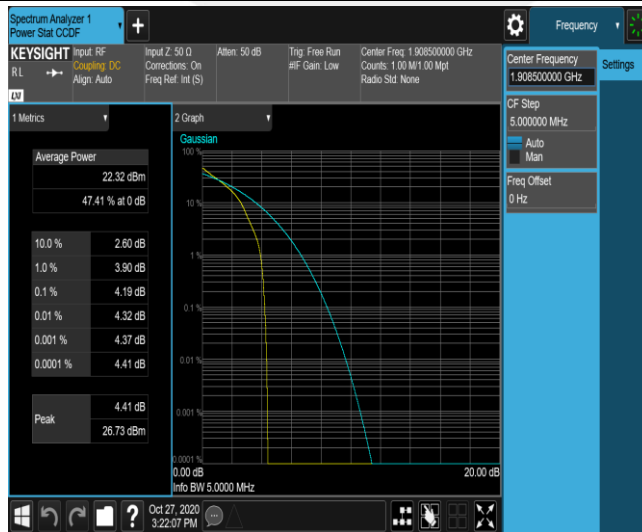 Spectrum Analyzer 1
Power Stat CCDF
Frequency
KEYSIGHT
RL
LXI
Input: RF
Coupling: DC
Align: Auto
Input Z: 50 Ω
Corrections: On
Freq Ref: Int (S)
Atten: 50 dB
Trig: Free Run
#IF Gain: Low
Center Freq: 1.908500000 GHz
Counts: 1.00 M/1.00 Mpt
Radio Std: None
Center Frequency
1.908500000 GHz
Settings
CF Step
5.000000 MHz
Auto
Man
Freq Offset
0 Hz
1 Metrics
Average Power
22.32 dBm
47.41 % at 0 dB
10.0 % 2.60 dB
1.0 % 3.90 dB
0.1 % 4.19 dB
0.01 % 4.32 dB
0.001 % 4.37 dB
0.0001 % 4.41 dB
Peak
4.41 dB
26.73 dBm
2 Graph
Gaussian
100 %
10 %
1 %
0.1 %
0.01 %
0.001 %
0.0001 %
0.00 dB 20.00 dB
Info BW 5.0000 MHz
?
Oct 27, 2020
3:22:07 PM